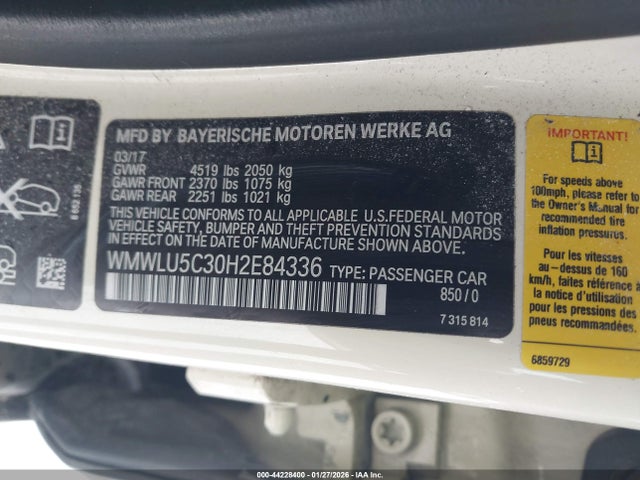 MFD BY BAYERISCHE MOTOREN WERKE AG
03/17
GVWR 4519 lbs 2050 kg
GAWR FRONT 2370 lbs 1075 kg
GAWR REAR 2251 lbs 1021 kg
THIS VEHICLE CONFORMS TO ALL APPLICABLE U.S.FEDERAL MOTOR
VEHICLE SAFETY, BUMPER, AND THEFT PREVENTION STANDARDS
IN EFFECT ON THE DATE OF MANUFACTURE SHOWN ABOVE.
WMWLU5C30H2E84336 TYPE: PASSENGER CAR
850 / 0
7 315 814
IMPORTANT!
For speeds above
100mph, please refer to
the Owner's Manual for
recommended tire
inflation pressures.
Pour les vitesses
au-dessus de 160
km/h, faites référence à
la notice d'utilisation
pour les pressions des
pneus recommandées.
6859729
000-44228400 - 01/27/2026 - IAA